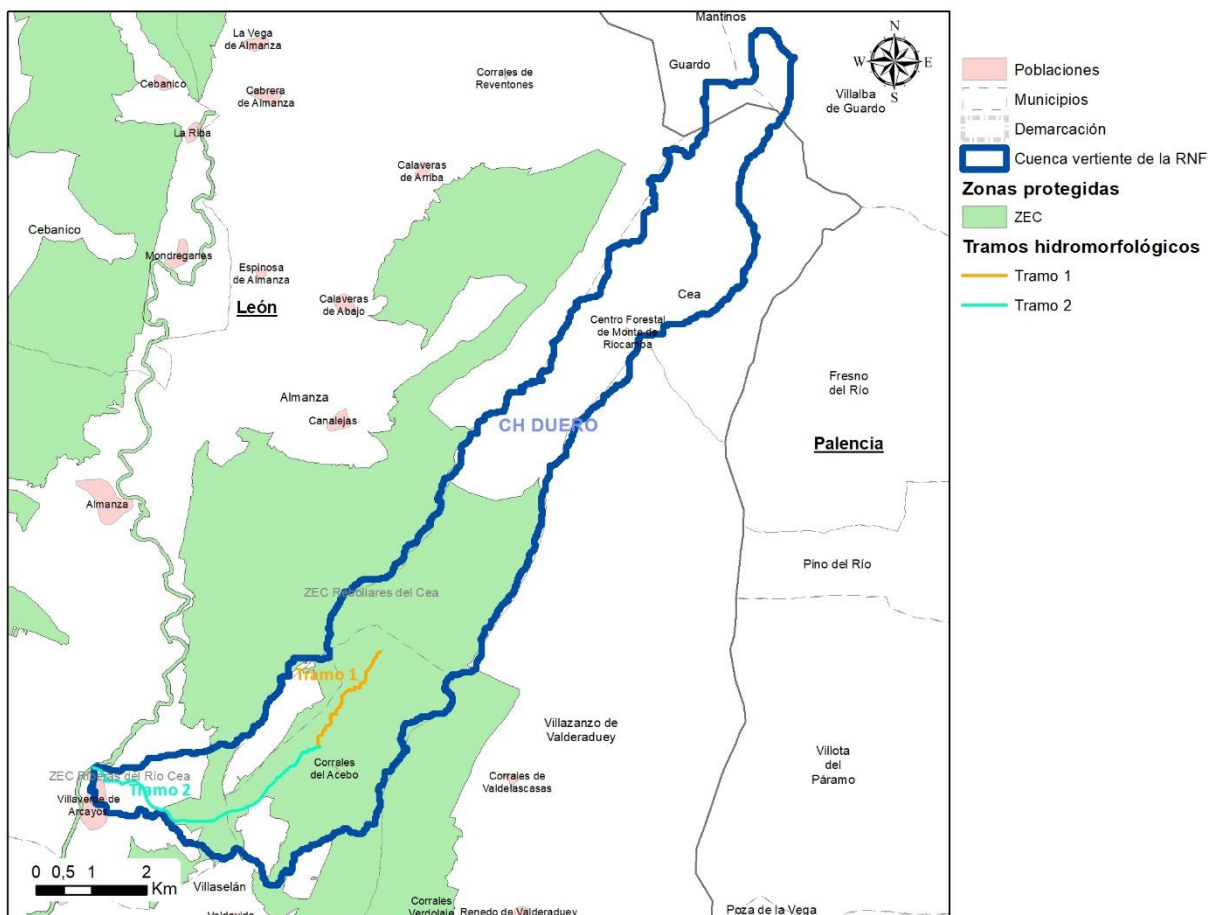 Mantinos
La Vega
de Almanza
Guardo
N
W
E
S
Cebanico
Corrales de
Reventones
Cabrera
de Almanza
Villalba
de Guardo
La Riba
Calaveras
de Arriba
Cebanico
Mondreganes
Espinosa
de Almanza
León
Calaveras
de Abajo
Cea
Centro Forestal
de Monte de
Riocamba
Fresno
del Río
Almanza
Canalejas
CH DUERO
Palencia
Almanza
Pino del Río
ZEC Rebollares del Cea
Tramo 1
Villazanzo de
Valderaduey
Villota
del
Páramo
Corrales
del Acebo
ZEC Riberas del Río Cea
Tramo 2
Corrales de
Valdelascasas
Villaverde de
Arcayos
0 0,5 1 2
Km
Villaselán
Valdavida
Corrales
Verdolaje
Renedo de Valderaduey
Poza de la Vega
Poblaciones
Municipios
Demarcación
Cuenca vertiente de la RNF
Zonas protegidas
ZEC
Tramos hidromorfológicos
Tramo 1
Tramo 2